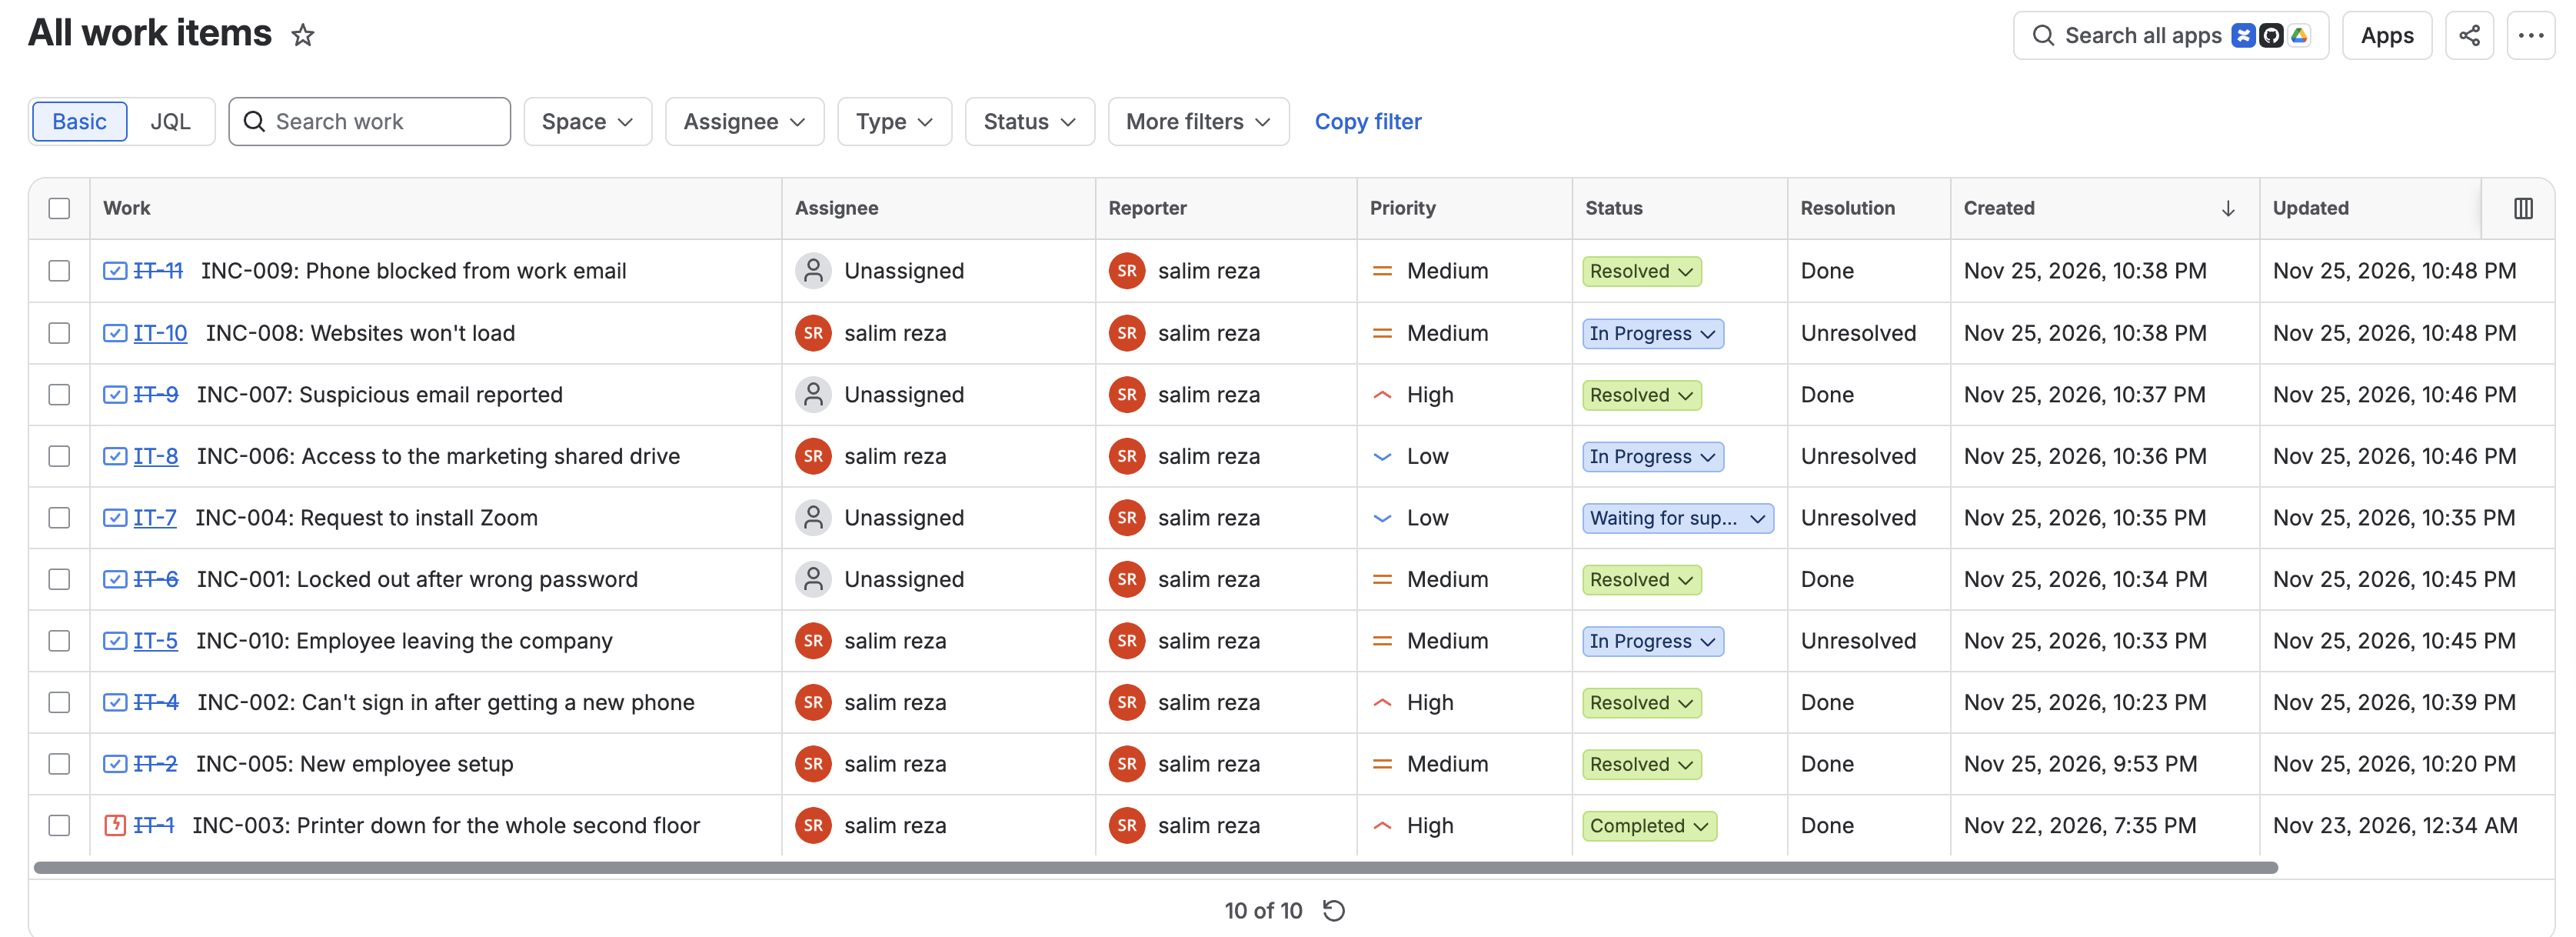 All work items
Search all apps Apps
Basic JQL Search work Space Assignee Type Status More filters Copy filter
Work Assignee Reporter Priority Status Resolution Created Updated
IT-11 INC-009: Phone blocked from work email Unassigned SR salim reza Medium Resolved Done Nov 25, 2026, 10:38 PM Nov 25, 2026, 10:48 PM
IT-10 INC-008: Websites won't load SR salim reza SR salim reza Medium In Progress Unresolved Nov 25, 2026, 10:38 PM Nov 25, 2026, 10:48 PM
IT-9 INC-007: Suspicious email reported Unassigned SR salim reza High Resolved Done Nov 25, 2026, 10:37 PM Nov 25, 2026, 10:46 PM
IT-8 INC-006: Access to the marketing shared drive SR salim reza SR salim reza Low In Progress Unresolved Nov 25, 2026, 10:36 PM Nov 25, 2026, 10:46 PM
IT-7 INC-004: Request to install Zoom Unassigned SR salim reza Low Waiting for sup... Unresolved Nov 25, 2026, 10:35 PM Nov 25, 2026, 10:35 PM
IT-6 INC-001: Locked out after wrong password Unassigned SR salim reza Medium Resolved Done Nov 25, 2026, 10:34 PM Nov 25, 2026, 10:45 PM
IT-5 INC-010: Employee leaving the company SR salim reza SR salim reza Medium In Progress Unresolved Nov 25, 2026, 10:33 PM Nov 25, 2026, 10:45 PM
IT-4 INC-002: Can't sign in after getting a new phone SR salim reza SR salim reza High Resolved Done Nov 25, 2026, 10:23 PM Nov 25, 2026, 10:39 PM
IT-2 INC-005: New employee setup SR salim reza SR salim reza Medium Resolved Done Nov 25, 2026, 9:53 PM Nov 25, 2026, 10:20 PM
IT-1 INC-003: Printer down for the whole second floor SR salim reza SR salim reza High Completed Done Nov 22, 2026, 7:35 PM Nov 23, 2026, 12:34 AM
10 of 10